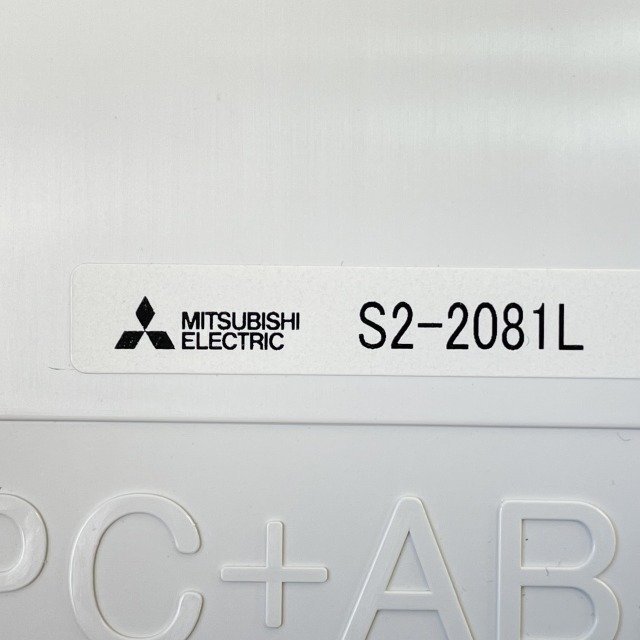 MITSUBISHI
ELECTRIC
S2-2081L
PC+AB